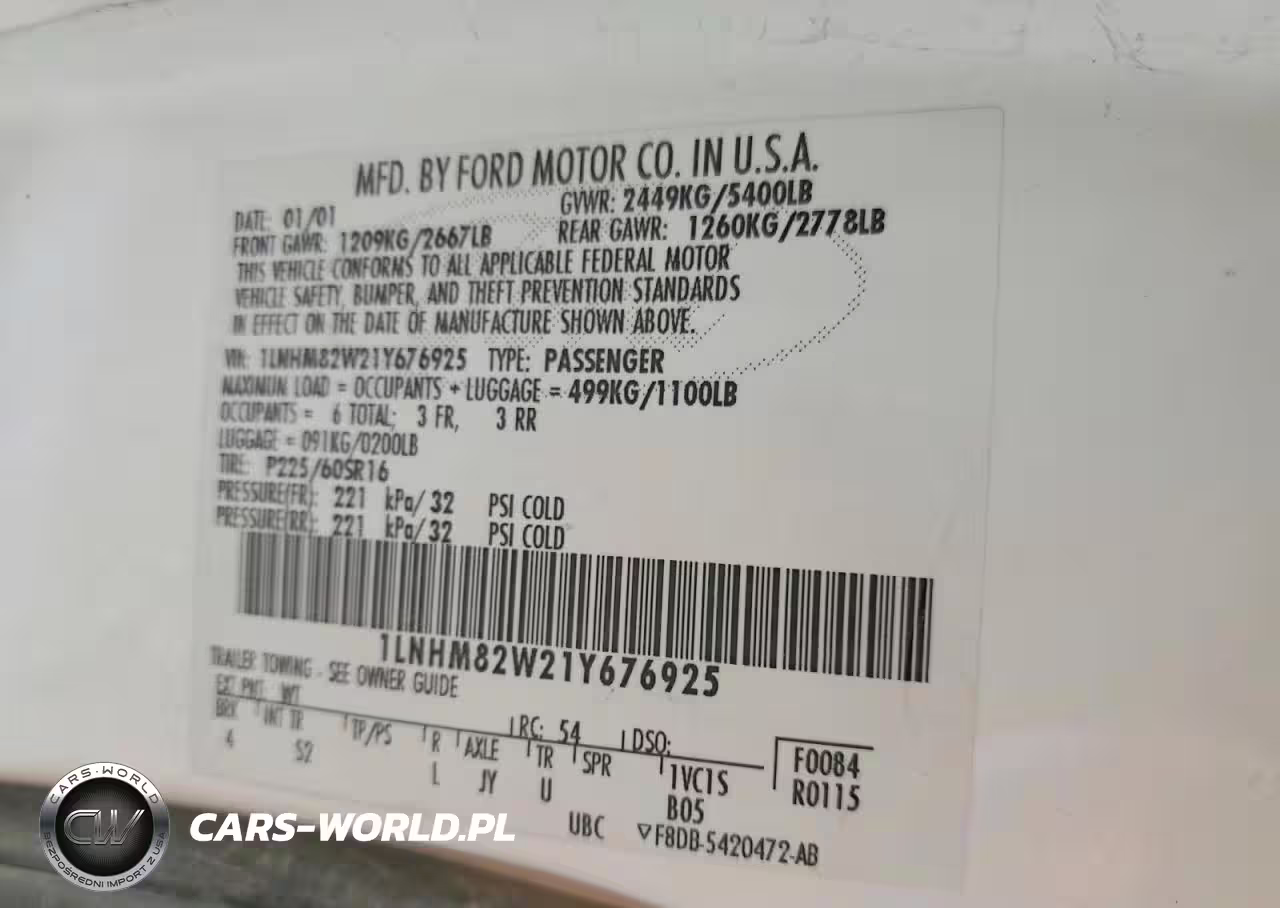 MFD. BY FORD MOTOR CO. IN U.S.A.
DATE: 01/01 GVWR: 2449KG/5400LB
FRONT GAWR: 1209KG/2667LB REAR GAWR: 1260KG/2778LB
THIS VEHICLE CONFORMS TO ALL APPLICABLE FEDERAL MOTOR
VEHICLE SAFETY, BUMPER, AND THEFT PREVENTION STANDARDS
IN EFFECT ON THE DATE OF MANUFACTURE SHOWN ABOVE.
VIN: 1LNHM82W21Y676925 TYPE: PASSENGER
MAXIMUM LOAD = OCCUPANTS + LUGGAGE = 499KG/1100LB
OCCUPANTS = 6 TOTAL; 3 FR, 3 RR
LUGGAGE = 091KG/0200LB
TIRE: P225/60SR16
PRESSURE(FR): 221 kPa/ 32 PSI COLD
PRESSURE(RR): 221 kPa/ 32 PSI COLD
1LNHM82W21Y676925
TRAILER TOWING - SEE OWNER GUIDE
EXT PNT: WT RC: 54 DSO:
BRK INT TR TP/PS R AXLE TR SPR
4 S2 L JY U 1VC1S
B05
F0084
R0115
UBC ▽F8DB-5420472-AB
CARS-WORLD
CW
BEZPOŚREDNI IMPORT Z USA
CARS-WORLD.PL